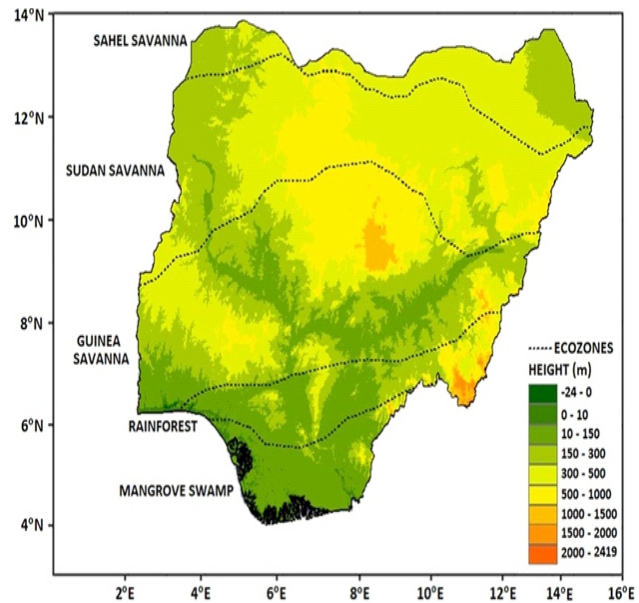 14°N
SAHEL SAVANNA
12°N
SUDAN SAVANNA
10°N
8°N
GUINEA
SAVANNA
ECOZONES
HEIGHT (m)
-24 - 0
0 - 10
10 - 150
150 - 300
300 - 500
500 - 1000
1000 - 1500
1500 - 2000
2000 - 2419
6°N
RAINFOREST
MANGROVE SWAMP
4°N
2°E 4°E 6°E 8°E 10°E 12°E 14°E 16°E